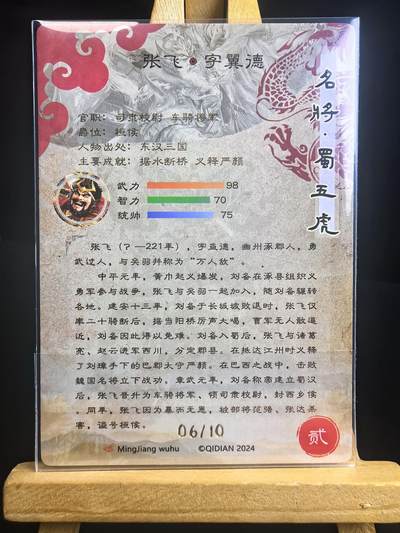 张飞●字翼德
名將·蜀五虎
官职：司隶校尉 车骑将军
爵位：桓侯
人物出处：东汉三国
主要成就：据水断桥 义释严颜
武力 98
智力 70
统帅 75
张飞（?—221年），字益德，幽州涿郡人，勇
武过人，与关羽并称为“万人敌”。
中平元年，黄巾起义爆发，刘备在涿县组织义
勇军参与战争，张飞与关羽一起加入，随刘备辗转
各地。建安十三年，刘备于长坂坡败退时，张飞仅
率二十骑断后，据当阳桥厉声大喝，曹军无人敢逼
近，刘备因此得以免难。刘备入蜀后，张飞与诸葛
亮、赵云进军西川，分定郡县。在抵达江州时义释
了刘璋手下的巴郡太守严颜。在巴西之战中，击败
魏国名将立下战功。章武元年，刘备称帝建立蜀汉
后，张飞晋升为车骑将军、领司隶校尉，封西乡侯
。同年，张飞因为暴而无恩，被部将范彊、张达杀
害，谥号桓侯。
06/10
贰
MingJiang wuhu ©QIDIAN 2024